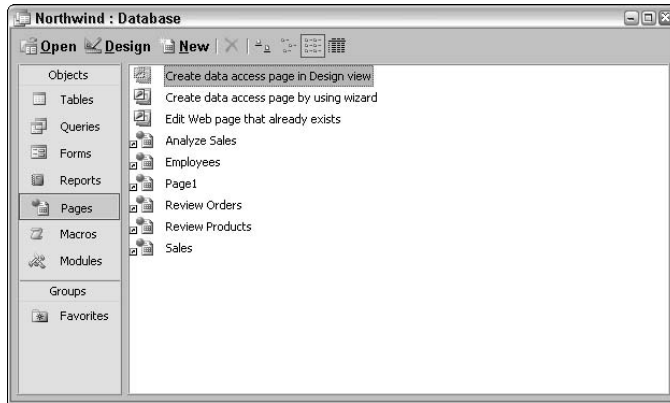 Northwind : Database
Open Design New
Objects
Tables
Queries
Forms
Reports
Pages
Macros
Modules
Groups
Favorites
Create data access page in Design view
Create data access page by using wizard
Edit Web page that already exists
Analyze Sales
Employees
Page1
Review Orders
Review Products
Sales